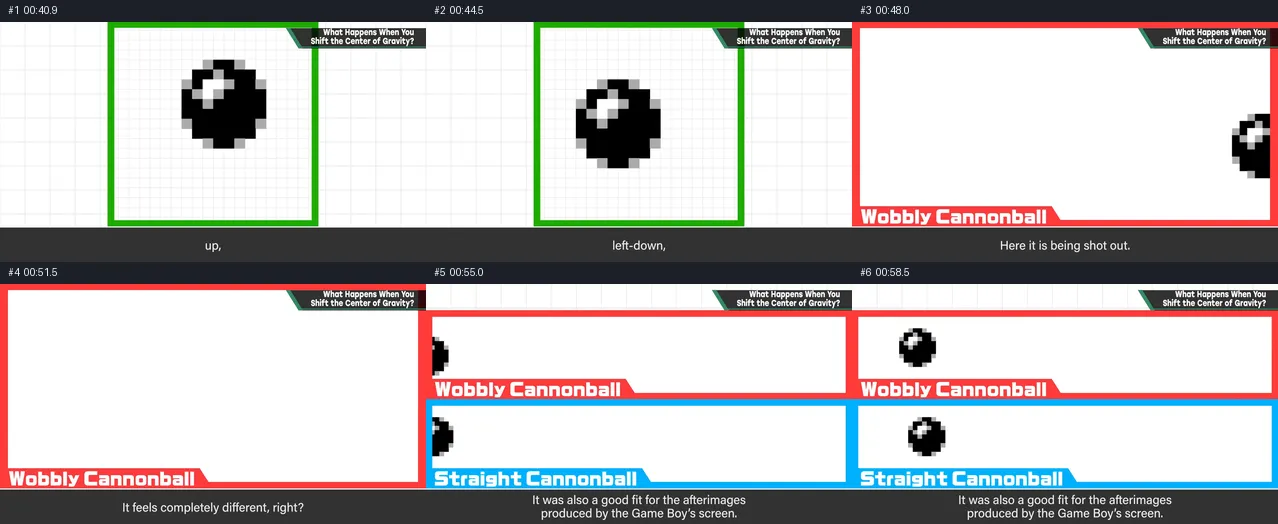 #1 00:40.9
What Happens When You
Shift the Center of Gravity?
up,
#2 00:44.5
What Happens When You
Shift the Center of Gravity?
left-down,
#3 00:48.0
What Happens When You
Shift the Center of Gravity?
Wobbly Cannonball
Here it is being shot out.
#4 00:51.5
What Happens When You
Shift the Center of Gravity?
Wobbly Cannonball
It feels completely different, right?
#5 00:55.0
What Happens When You
Shift the Center of Gravity?
Wobbly Cannonball
Straight Cannonball
It was also a good fit for the afterimages
produced by the Game Boy's screen.
#6 00:58.5
What Happens When You
Shift the Center of Gravity?
Wobbly Cannonball
Straight Cannonball
It was also a good fit for the afterimages
produced by the Game Boy's screen.